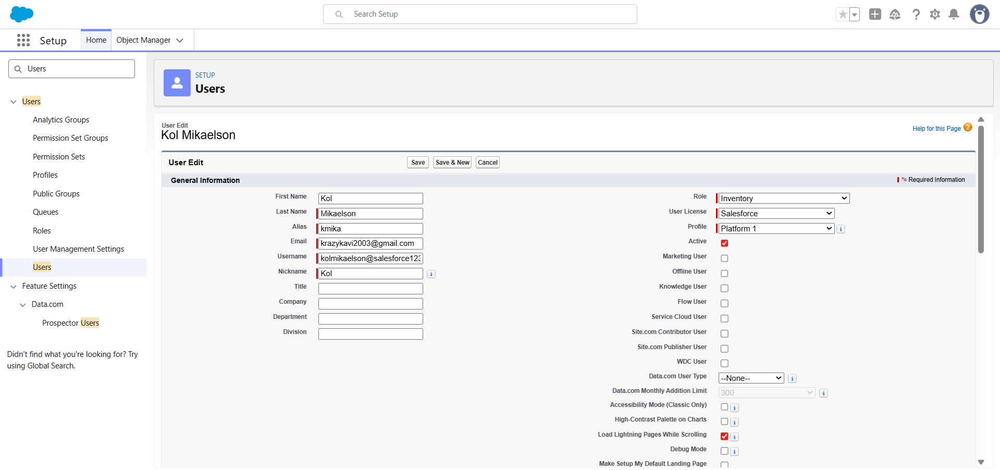 Search Setup
Setup
Home
Object Manager
Users
Users
Analytics Groups
Permission Set Groups
Permission Sets
Profiles
Public Groups
Queues
Roles
User Management Settings
Users
Feature Settings
Data.com
Prospector Users
Didn't find what you're looking for? Try
using Global Search.
SETUP
Users
User Edit
Kol Mikaelson
Help for this Page
User Edit
Save
Save & New
Cancel
General Information
*= Required Information
First Name Kol
Last Name Mikaelson
Alias kmika
Email krazykavi2003@gmail.com
Username kolmikaelson@salesforce123
Nickname Kol
Title
Company
Department
Division
Role Inventory
User License Salesforce
Profile Platform 1
Active
Marketing User
Offline User
Knowledge User
Flow User
Service Cloud User
Site.com Contributor User
Site.com Publisher User
WDC User
Data.com User Type --None--
Data.com Monthly Addition Limit 300
Accessibility Mode (Classic Only)
High-Contrast Palette on Charts
Load Lightning Pages While Scrolling
Debug Mode
Make Setup My Default Landing Page